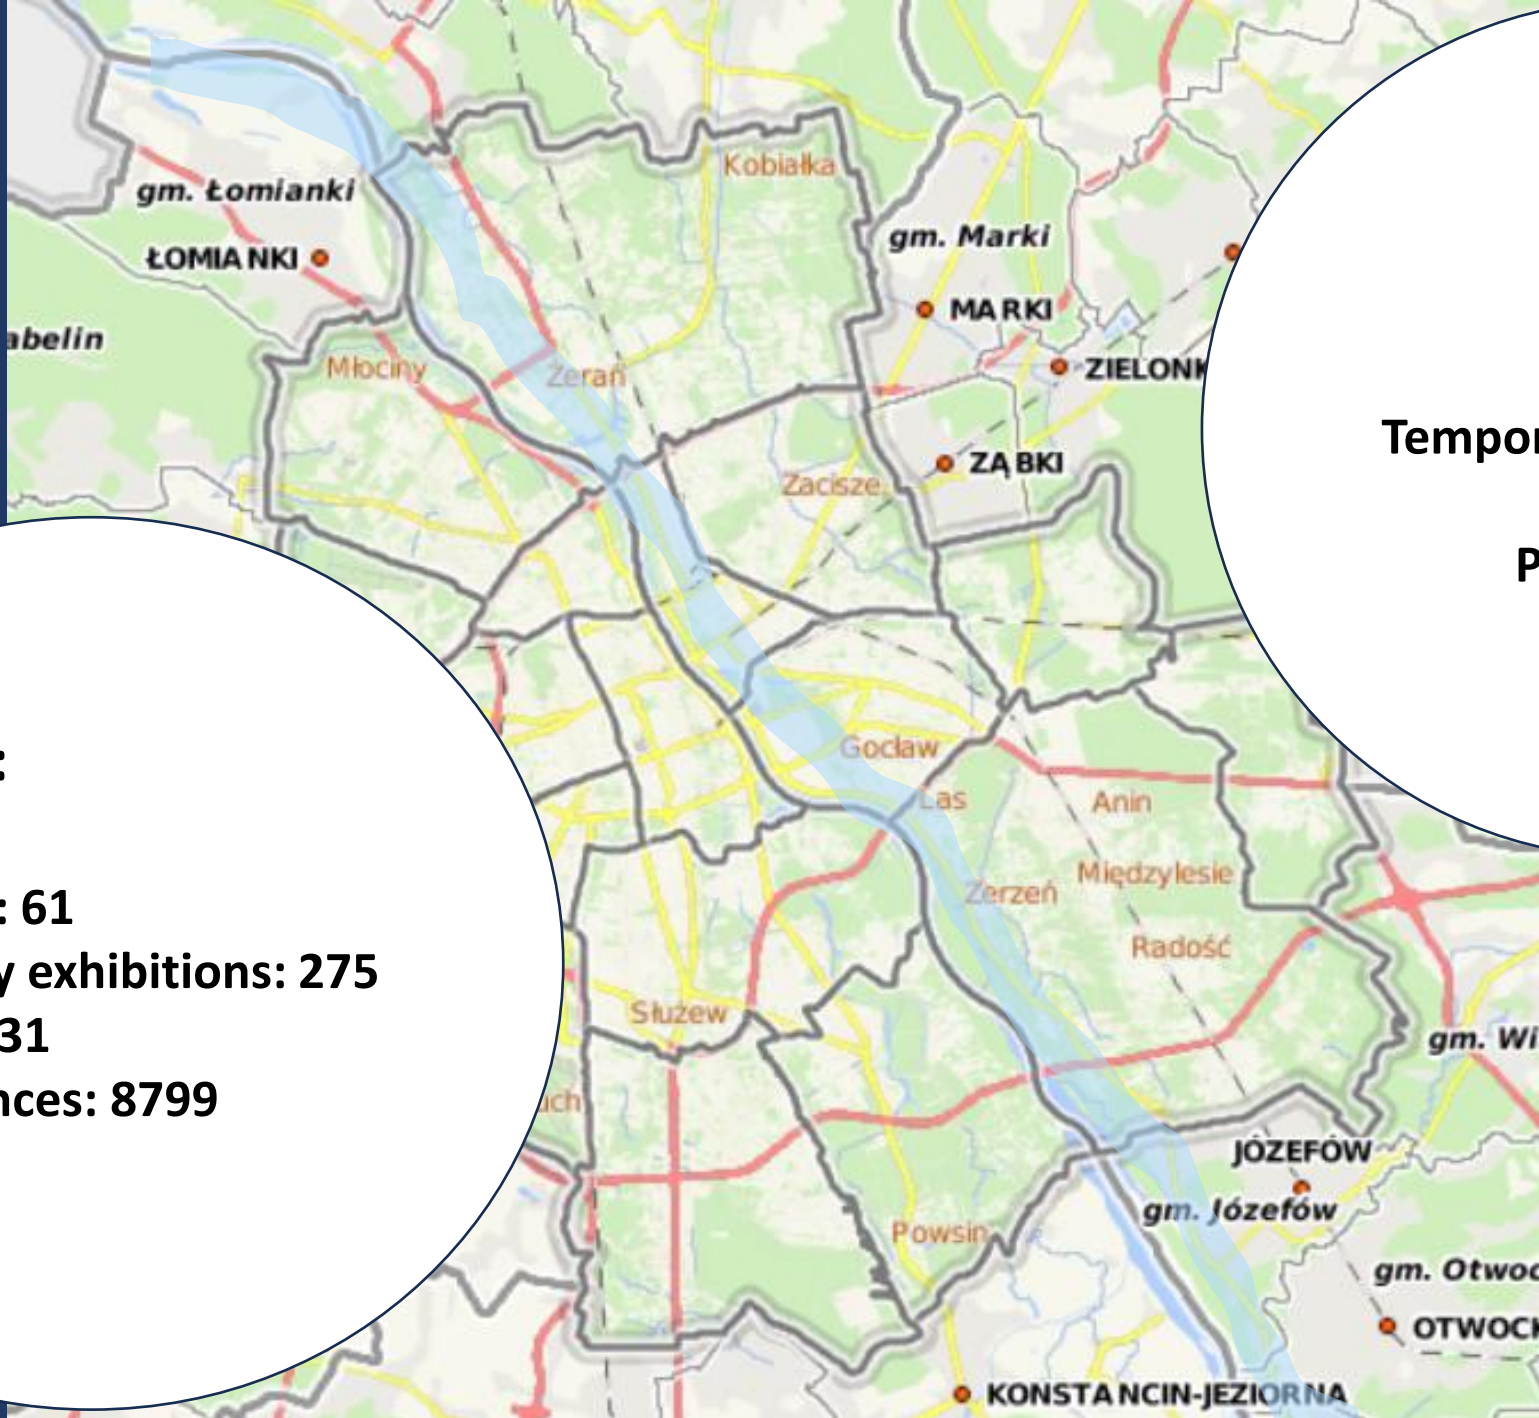 Kobiałka
gm. Łomianki
gm. Marki
ŁOMIANKI
MARKI
abelin
Młociny
Żerań
ZIELONK
Tempor
ZĄBKI
Zacisze
P
:
Gocław
Las
Anin
Międzylesie
Zerzeń
: 61
Radość
y exhibitions: 275
Służew
31
gm. Wi
nces: 8799
uch
JÓZEFÓW
gm. Józefów
Powsin
gm. Otwoc
OTWOCK
KONSTANCIN-JEZIORNA